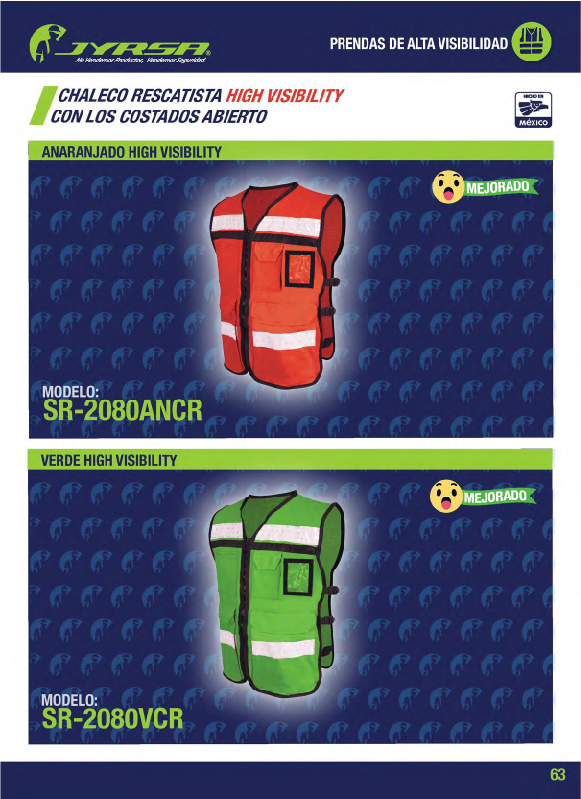 JYRSA®
No Vendemos Productos, Vendemos Seguridad
PRENDAS DE ALTA VISIBILIDAD
CHALECO RESCATISTA HIGH VISIBILITY
CON LOS COSTADOS ABIERTO
HECHO EN
MÉXICO
ANARANJADO HIGH VISIBILITY
MEJORADO
MODELO:
SR-2080ANCR
VERDE HIGH VISIBILITY
MEJORADO
MODELO:
SR-2080VCR
63